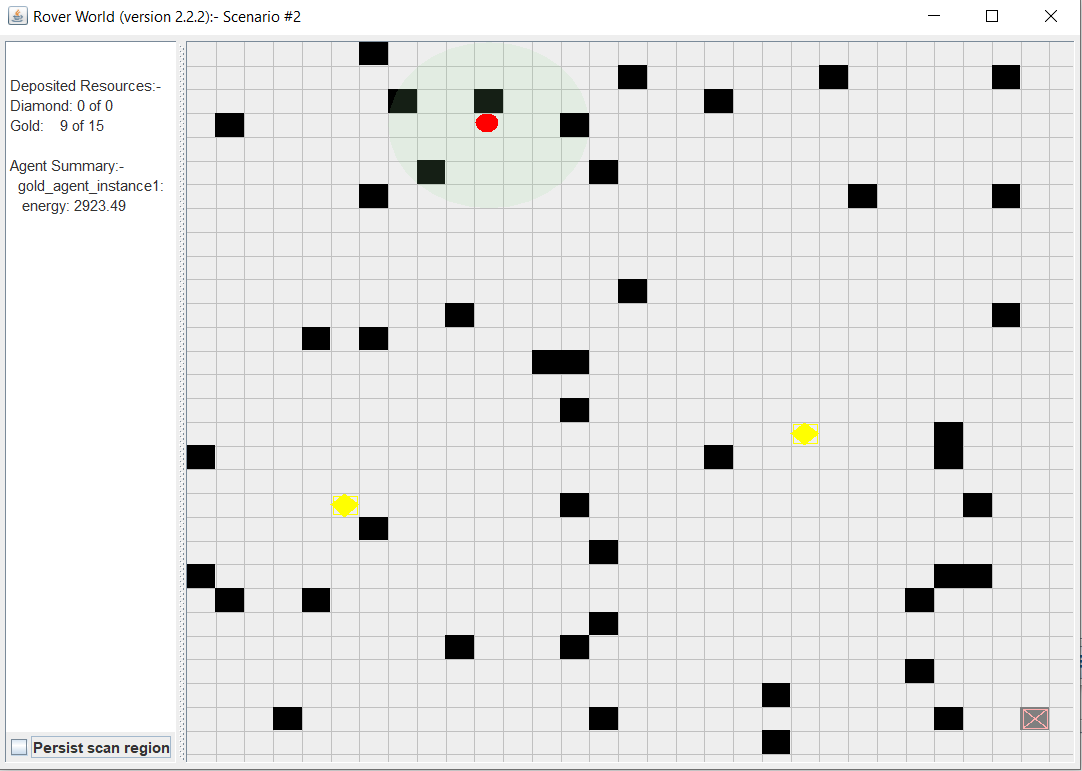 Rover World (version 2.2.2):- Scenario #2
Deposited Resources:-
Diamond: 0 of 0
Gold: 9 of 15
Agent Summary:-
gold_agent_instance1:
energy: 2923.49
Persist scan region